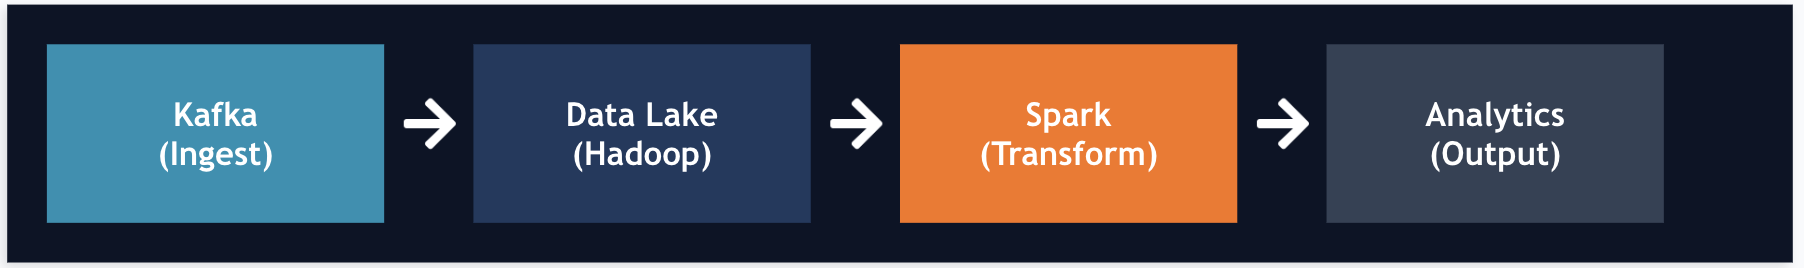 Kafka
(Ingest)
Data Lake
(Hadoop)
Spark
(Transform)
Analytics
(Output)